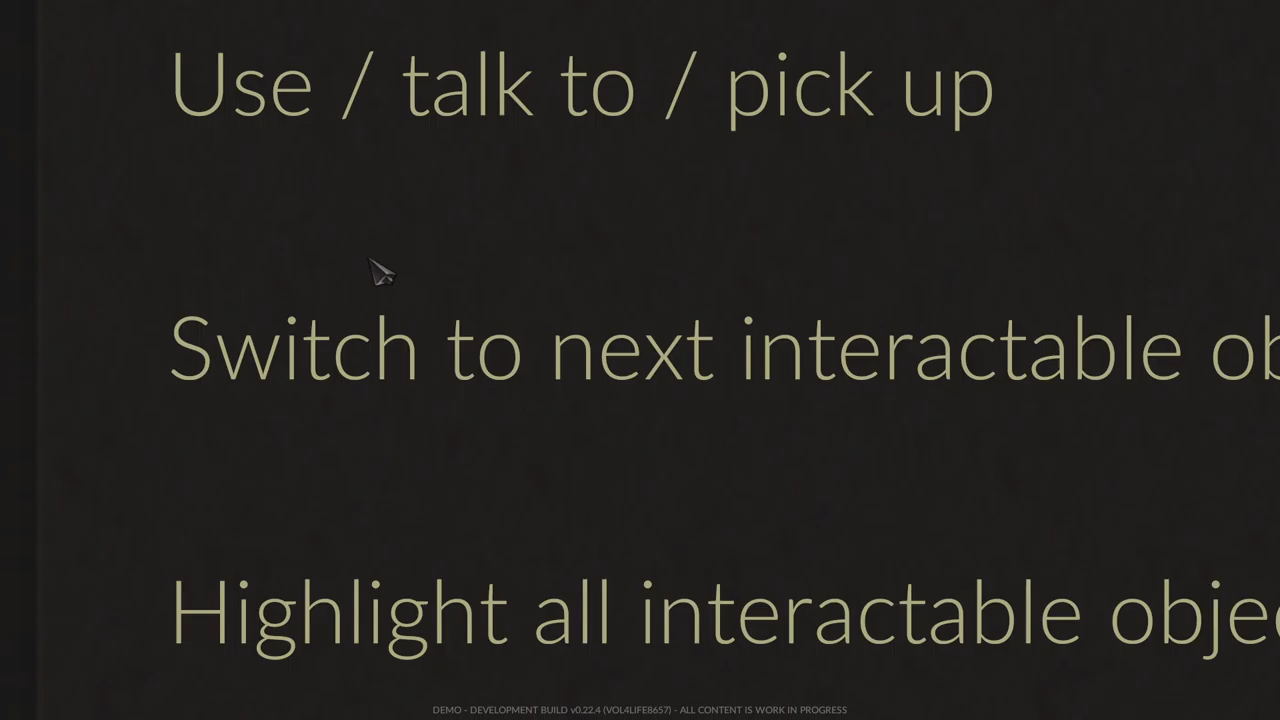 Use / talk to / pick up
Switch to next interactable ob
Highlight all interactable objec
DEMO - DEVELOPMENT BUILD v0.22.4 (VOL4LIFE8657) - ALL CONTENT IS WORK IN PROGRESS